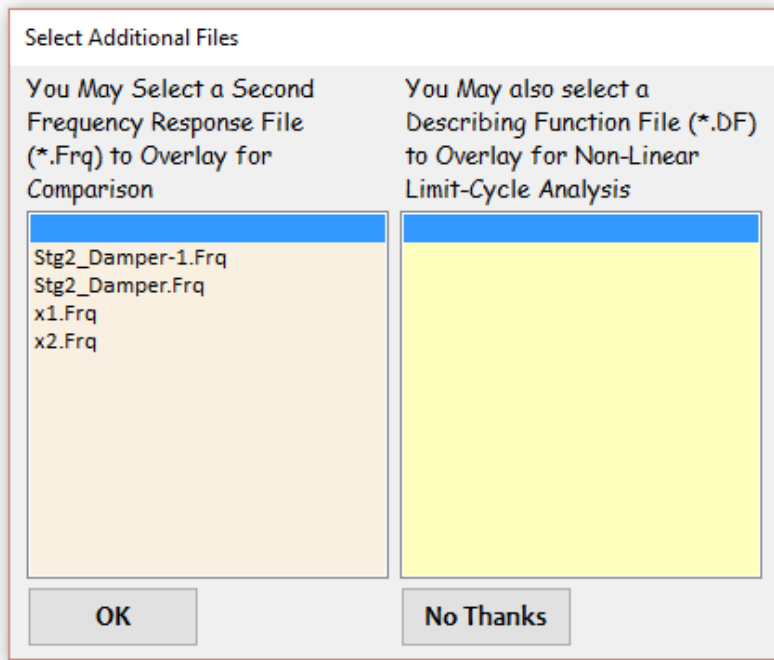 Select Additional Files
You May Select a Second
Frequency Response File
(*.Frq) to Overlay for
Comparison
Stg2_Damper-1.Frq
Stg2_Damper.Frq
x1.Frq
x2.Frq
OK
You May also select a
Describing Function File (*.DF)
to Overlay for Non-Linear
Limit-Cycle Analysis
No Thanks